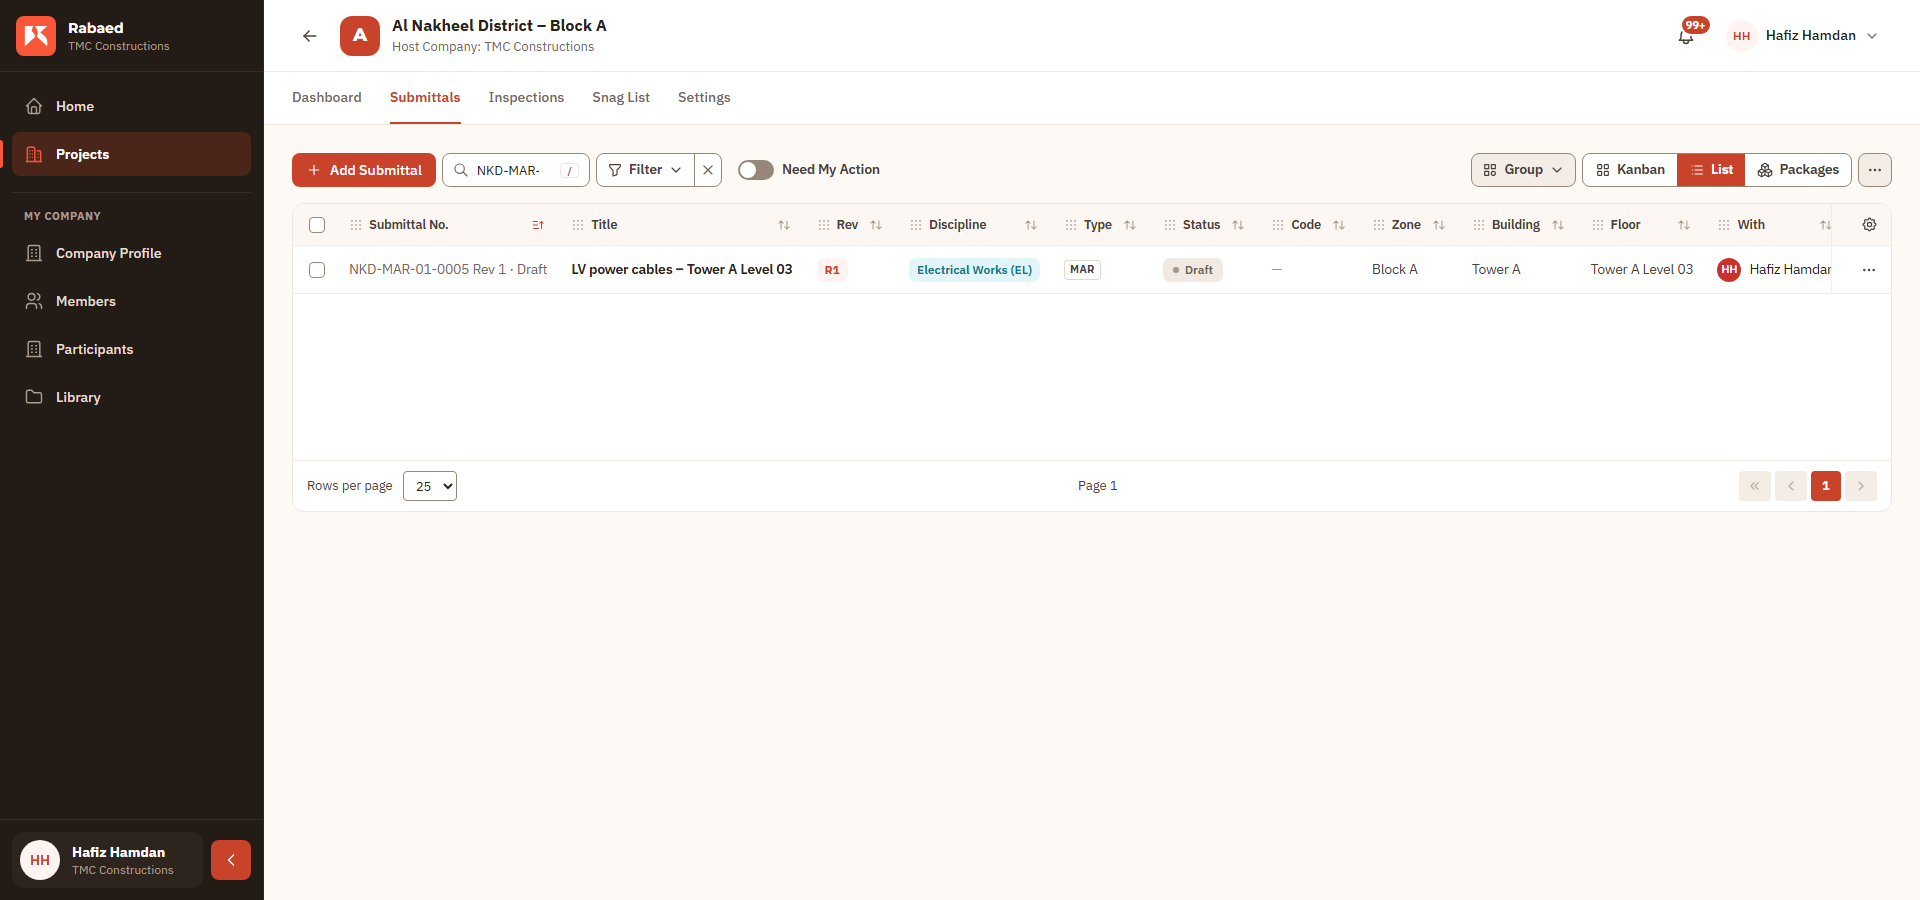 Rabaed
TMC Constructions
Home
Projects
MY COMPANY
Company Profile
Members
Participants
Library
HH
Hafiz Hamdan
TMC Constructions
A
Al Nakheel District – Block A
Host Company: TMC Constructions
99+
HH
Hafiz Hamdan
Dashboard
Submittals
Inspections
Snag List
Settings
+ Add Submittal
NKD-MAR-
/
Filter
Need My Action
Group
Kanban
List
Packages
Submittal No.
Title
Rev
Discipline
Type
Status
Code
Zone
Building
Floor
With
NKD-MAR-01-0005 Rev 1 · Draft
LV power cables – Tower A Level 03
R1
Electrical Works (EL)
MAR
Draft
—
Block A
Tower A
Tower A Level 03
HH
Hafiz Hamdan
Rows per page
25
Page 1
1